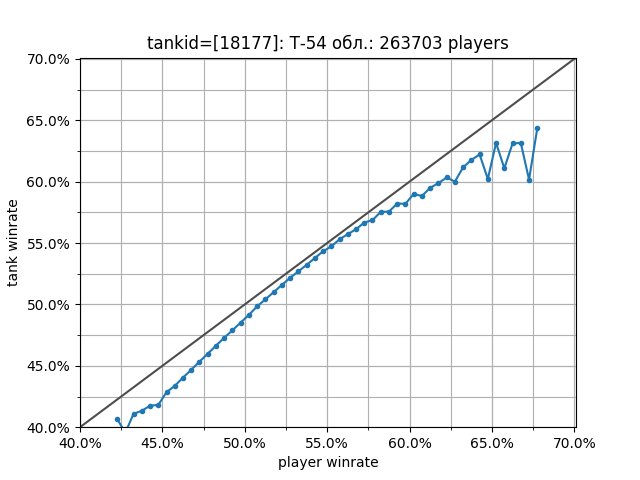 tankid=[18177]: Т-54 обл.: 263703 players
70.0%
65.0%
60.0%
55.0%
50.0%
45.0%
40.0%
tank winrate
40.0% 45.0% 50.0% 55.0% 60.0% 65.0% 70.0%
player winrate